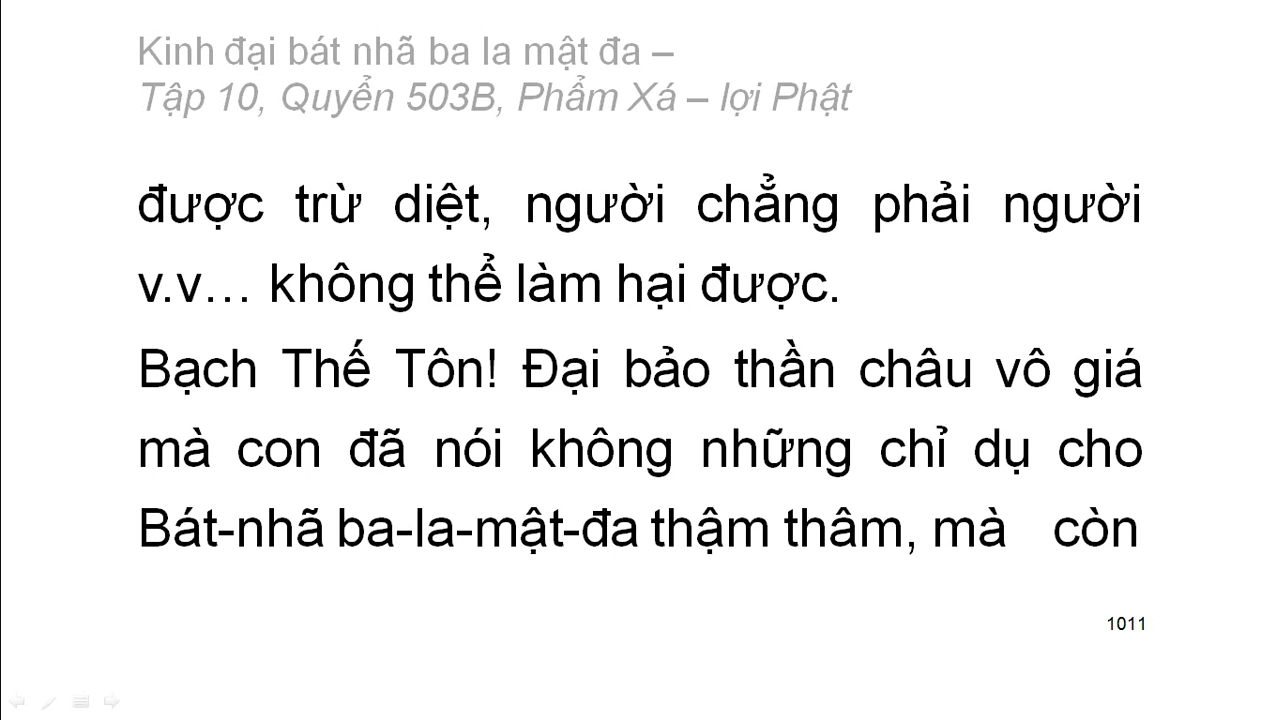 Kinh đại bát nhã ba la mật đa –
Tập 10, Quyển 503B, Phẩm Xá – lợi Phật
được trừ diệt, người chẳng phải người
v.v… không thể làm hại được.
Bạch Thế Tôn! Đại bảo thần châu vô giá
mà con đã nói không những chỉ dụ cho
Bát-nhã ba-la-mật-đa thậm thâm, mà còn
1011